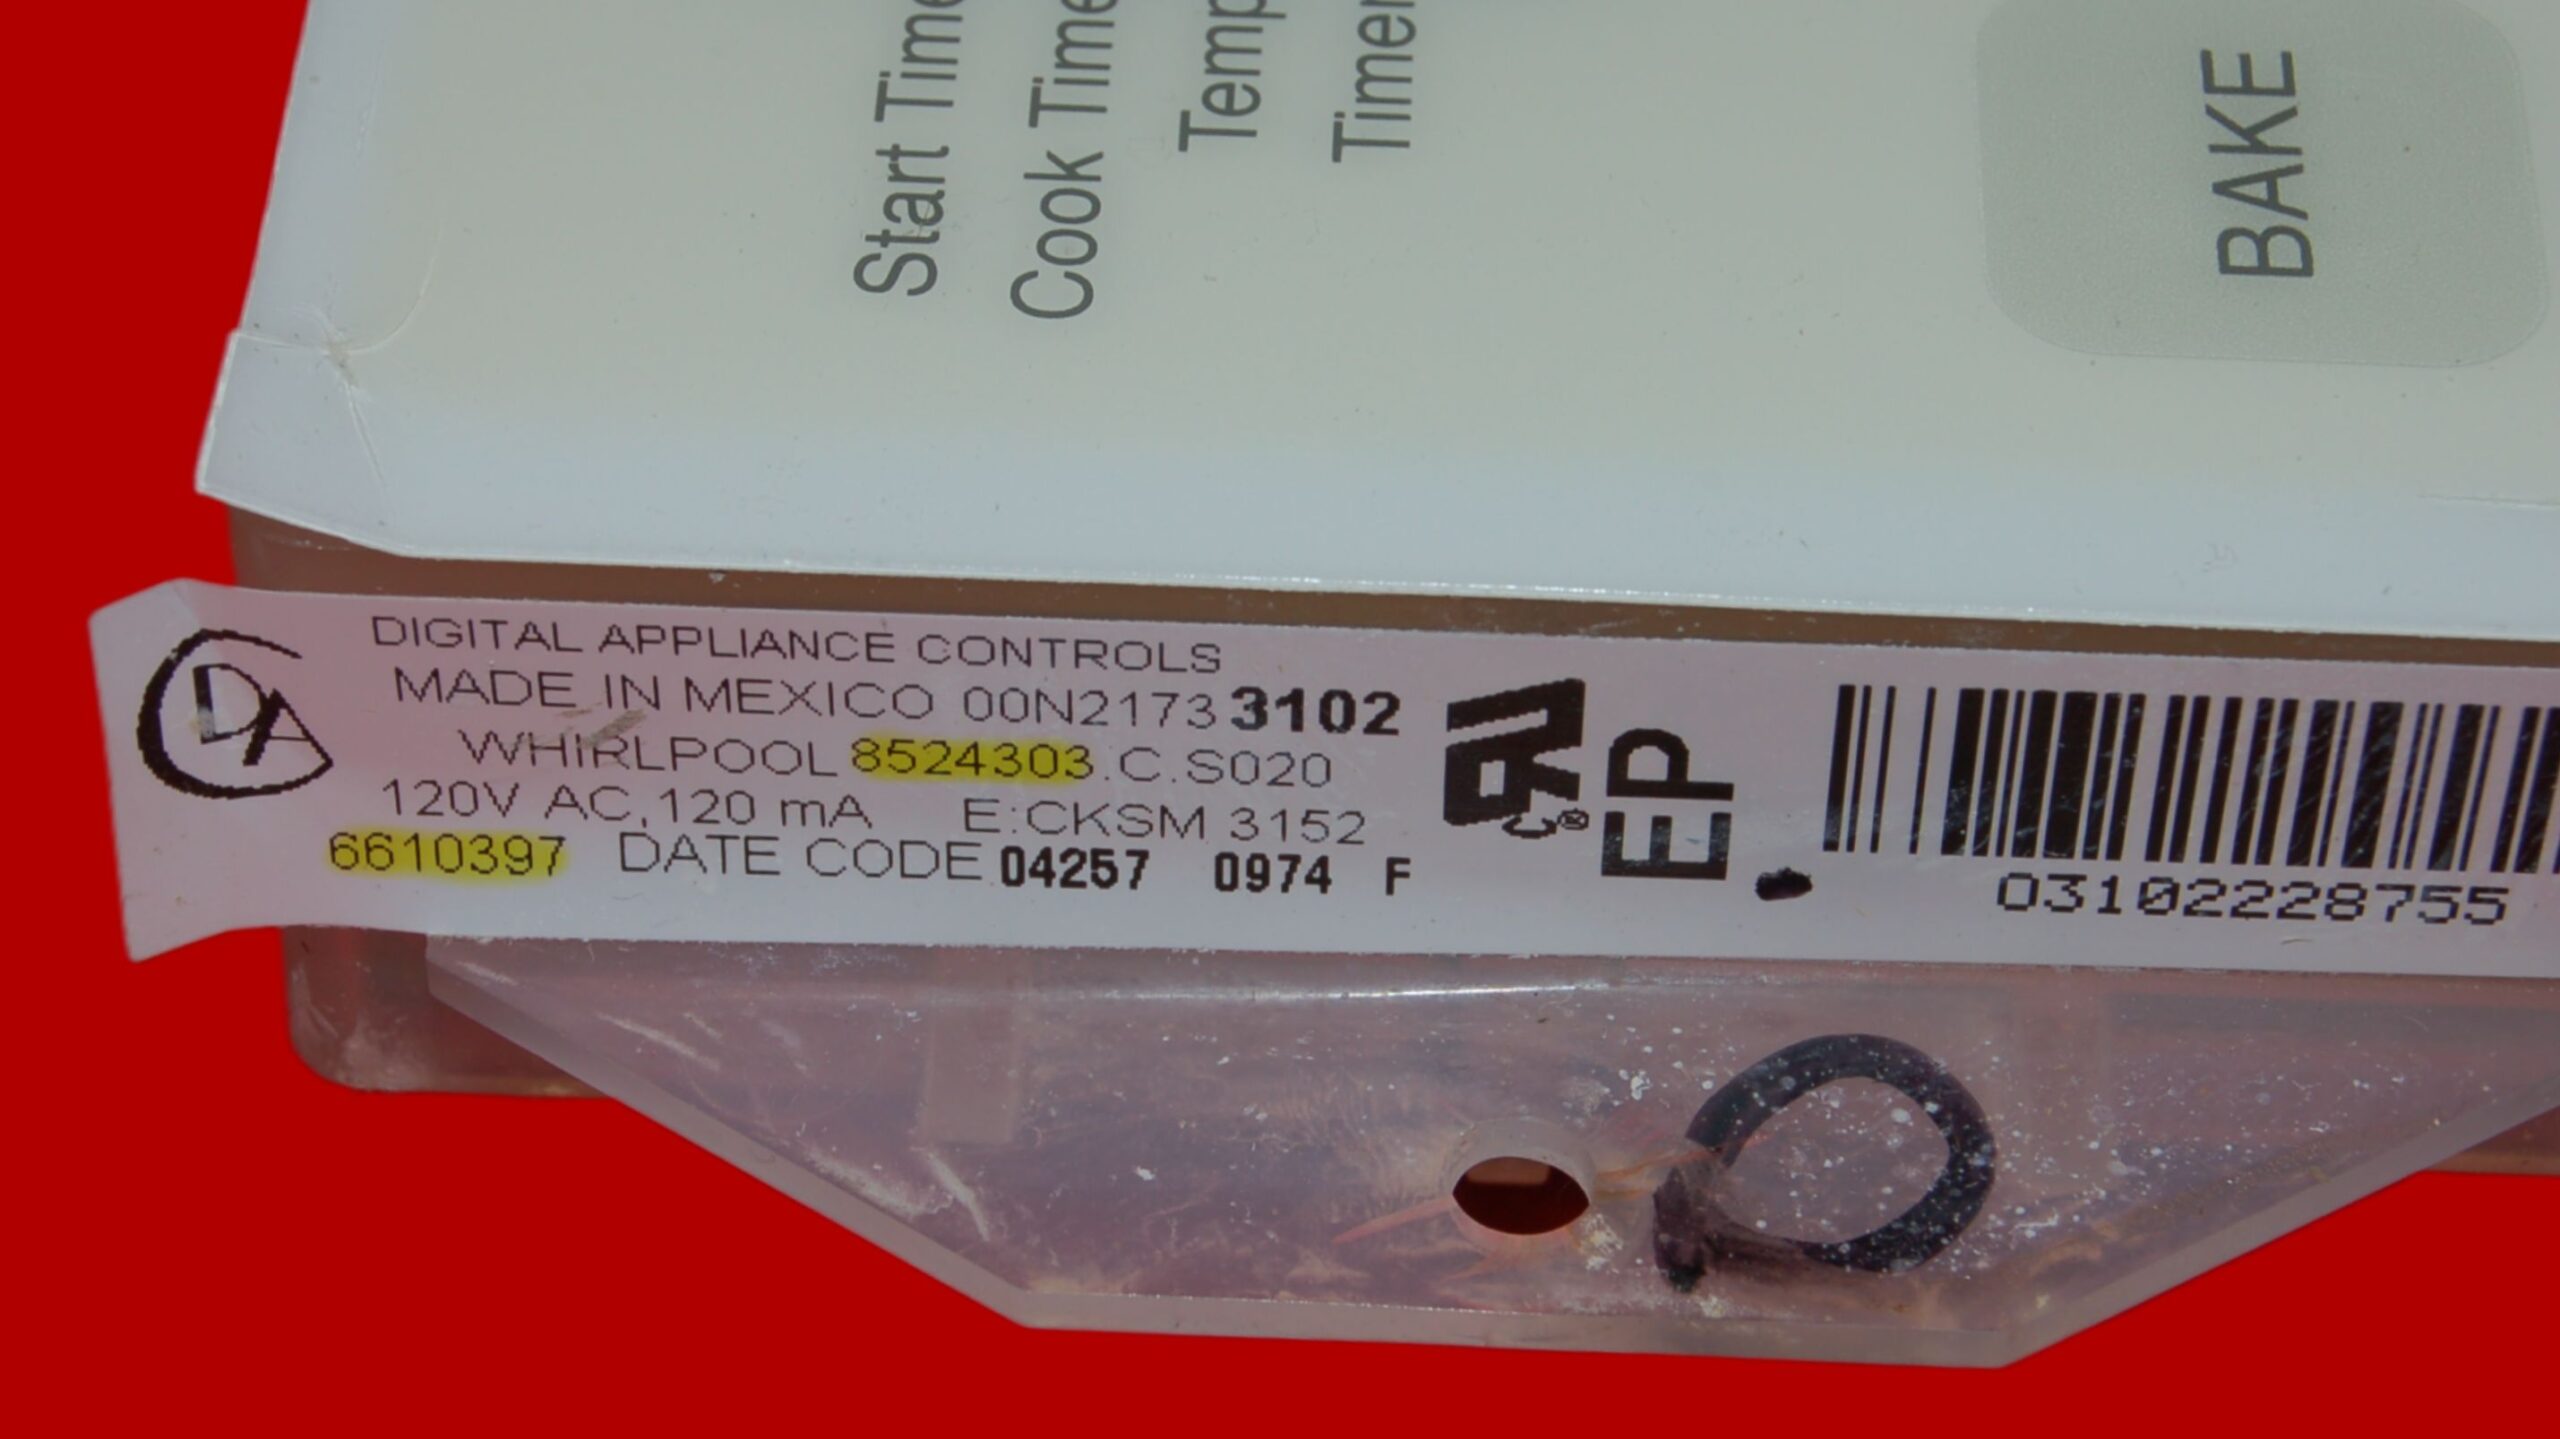 Start Time
Cook Time
Temp
Timer
BAKE
DA
DIGITAL APPLIANCE CONTROLS
MADE IN MEXICO 00N2173 3102
WHIRLPOOL 8524303.C.S020
120V AC,120 mA E:CKSM 3152
6610397 DATE CODE 04257 0974 F
EP
03102228755